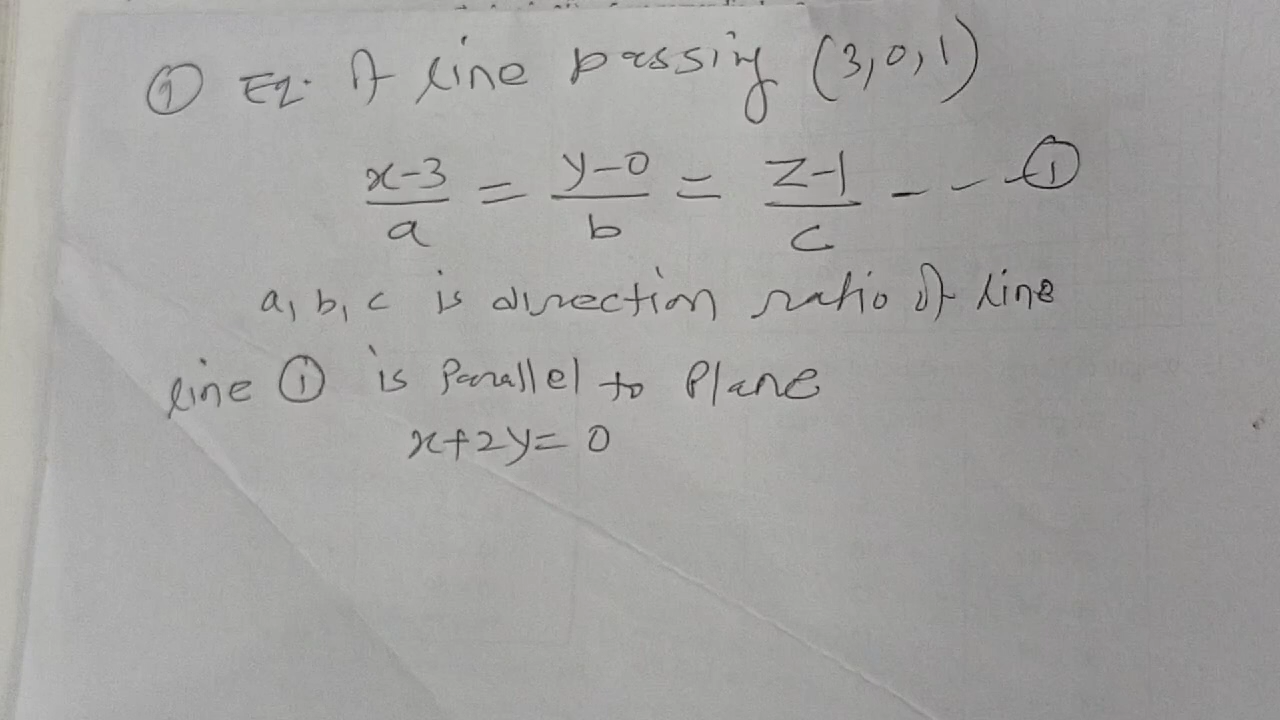 ① Eq. of line passing (3,0,1)
x-3/a = y-0/b = z-1/c - - - ①
a, b, c is direction ratio of line
line ① is Parallel to Plane
x+2y= 0